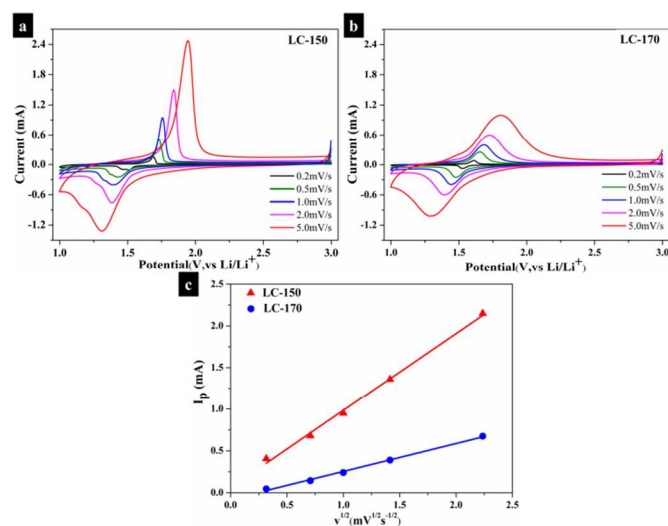 a
LC-150
2.4
1.8
1.2
0.6
0.0
-0.6
-1.2
Current (mA)
0.2mV/s
0.5mV/s
1.0mV/s
2.0mV/s
5.0mV/s
1.0 1.5 2.0 2.5 3.0
Potential(V,vs Li/Li+)
b
LC-170
2.4
1.8
1.2
0.6
0.0
-0.6
-1.2
Current (mA)
0.2mV/s
0.5mV/s
1.0mV/s
2.0mV/s
5.0mV/s
1.0 1.5 2.0 2.5 3.0
Potential(V,vs Li/Li+)
c
LC-150
LC-170
2.5
2.0
1.5
1.0
0.5
0.0
Ip (mA)
0.0 0.5 1.0 1.5 2.0 2.5
v1/2(mV1/2s-1/2)